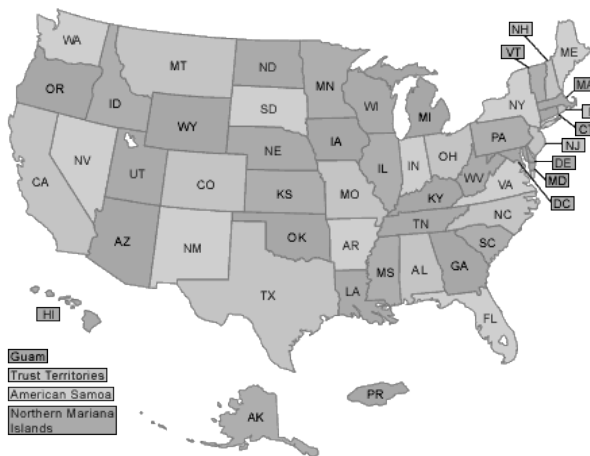 NH
WA
VT
ME
MT
ND
MN
OR
MA
ID
SD
WI
NY
WY
MI
CT
IA
PA
NE
NJ
NV
OH
IL
IN
DE
UT
CO
WV
MD
CA
KS
MO
VA
KY
DC
NC
TN
AZ
OK
NM
AR
SC
MS
AL
GA
TX
LA
HI
FL
Guam
Trust Territories
American Samoa
PR
Northern Mariana
Islands
AK